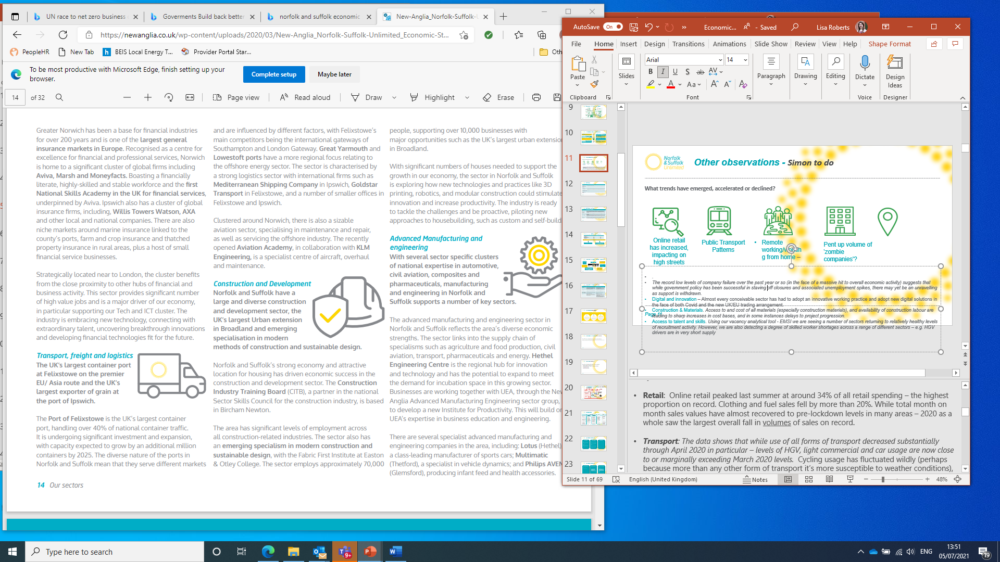 UN race to net zero business
Goverments Build back better
norfolk and suffolk economic
New-Anglia_Norfolk-Suffolk-U
https://newanglia.co.uk/wp-content/uploads/2020/03/New-Anglia_Norfolk-Suffolk-Unlimited_Economic-St...
PeopleHR
New Tab
BEIS Local Energy T...
Provider Portal Star...
Oth
To be most productive with Microsoft Edge, finish setting up your
browser.
Complete setup
Maybe later
14
of 32
Page view
Read aloud
Draw
Highlight
Erase
Greater Norwich has been a base for financial industries
for over 200 years and is one of the largest general
insurance markets in Europe. Recognised as a centre for
excellence for financial and professional services, Norwich
is home to a significant cluster of global firms including
Aviva, Marsh and Moneyfacts. Boasting a financially
literate, highly-skilled and stable workforce and the first
National Skills Academy in the UK for financial services,
underpinned by Aviva. Ipswich also has a cluster of global
insurance firms, including, Willis Towers Watson, AXA
and other local and national companies. There are also
niche markets around marine insurance linked to the
county's ports, farm and crop insurance and thatched
property insurance in rural areas, plus a host of small
financial service businesses.
Strategically located near to London, the cluster benefits
from the close proximity to other hubs of financial and
business activity. This sector provides significant number
of high value jobs and is a major driver of our economy,
in particular supporting our Tech and ICT cluster. The
industry is embracing new technology, connecting with
extraordinary talent, uncovering breakthrough innovations
and developing financial technologies fit for the future.
Transport, freight and logistics
The UK's largest container port
at Felixstowe on the premier
EU/ Asia route and the UK's
largest exporter of grain at
the port of Ipswich.
The Port of Felixstowe is the UK's largest container
port, handling over 40% of national container traffic.
It is undergoing significant investment and expansion,
with capacity expected to grow by an additional million
containers by 2025. The diverse nature of the ports in
Norfolk and Suffolk mean that they serve different markets
and are influenced by different factors, with Felixstowe's
main competitors being the international gateways of
Southampton and London Gateway. Great Yarmouth and
Lowestoft ports have a more regional focus relating to
the offshore energy sector. The sector is characterised by
a strong logistics sector with international firms such as
Mediterranean Shipping Company in Ipswich, Goldstar
Transport in Felixstowe, and a number of smaller offices in
Felixstowe and Ipswich.
Clustered around Norwich, there is also a sizable
aviation sector, specialising in maintenance and repair,
as well as servicing the offshore industry. The recently
opened Aviation Academy, in collaboration with KLM
Engineering, is a specialist centre of aircraft, overhaul
and maintenance.
Construction and Development
Norfolk and Suffolk have a
large and diverse construction
and development sector, the
UK's largest Urban extension
in Broadland and emerging
specialisation in modern
methods of construction and sustainable design.
Norfolk and Suffolk's strong economy and attractive
location for housing has driven economic success in the
construction and development sector. The Construction
Industry Training Board (CITB), a partner in the national
Sector Skills Council for the construction industry, is based
in Bircham Newton.
The area has significant levels of employment across
all construction-related industries. The sector also has
an emerging specialism in modern construction and
sustainable design, with the Fabric First Institute at Easton
& Otley College. The sector employs approximately 70,000
people, supporting over 10,000 businesses with
major opportunities such as the UK's largest urban extension
in Broadland.
With significant numbers of houses needed to support the
growth in our economy, the sector in Norfolk and Suffolk
is exploring how new technologies and practices like 3D
printing, robotics, and modular construction could stimulate
innovation and increase productivity. The industry is ready
to tackle the challenges and be proactive, piloting new
approaches to housebuilding, such as custom and self-build
Advanced Manufacturing and
engineering
With several sector specific clusters
of national expertise in automotive,
civil aviation, composites and
pharmaceuticals, manufacturing
and engineering in Norfolk and
Suffolk supports a number of key sectors.
The advanced manufacturing and engineering sector in
Norfolk and Suffolk reflects the area's diverse economic
strengths. The sector links into the supply chain of
specialisms such as agriculture and food production, civil
aviation, transport, pharmaceuticals and energy. Hethel
Engineering Centre is the regional hub for innovation
and technology and has the potential to expand to meet
the demand for incubation space in this growing sector.
Businesses are working together with UEA, through the New
Anglia Advanced Manufacturing Engineering sector group,
to develop a new Institute for Productivity. This will build on
UEA's expertise in business education and engineering.
There are several specialist advanced manufacturing and
engineering companies in the area, including: Lotus (Hethel)
a class-leading manufacturer of sports cars; Multimatic
(Thetford), a specialist in vehicle dynamics; and Philips AVEN
(Glemsford), producing infant feed and health accessories.
14 Our sectors
AutoSave On
Economic...
- Saved
Lisa Roberts
File Home Insert Design Transitions Animations Slide Show Review View Help Shape Format
Paste
Slides
Arial
14
B I U S ab AV
Aa
Paragraph
Drawing
Editing
Dictate
Design
Ideas
Clipboard
Font
Voice
Designer
9
10
11
12
13
14
15
16
17
18
19
20
21
22
23
Norfolk
& Suffolk
Unlimited
Other observations - Simon to do
What trends have emerged, accelerated or declined?
Online retail
has increased,
impacting on
high streets
Public Transport
Patterns
• Remote
g from home –
Pent up volume of
'zombie
companies'?
• .
• The record low levels of company failure over the past year or so (in the face of a massive hit to overall economic activity) suggests that
while government policy has been successful in staving off closures and associated unemployment spikes, there may yet be an unravelling
as support is withdrawn.
• Digital and innovation – Almost every conceivable sector has had to adopt an innovative working practice and adopt new digital solutions in
the face of both Covid and the new UK/EU trading arrangement.
• Construction & Materials. Access to and cost of all materials (especially construction materials), and availability of construction labour are
leading to sharp increases in cost bases, and in some instances delays to project progression.
Page 11
• Access to talent and skills. Using our vacancy analytical tool - EMSI we are seeing a number of sectors returning to relatively healthy levels
of recruitment activity. However, we are also detecting a degree of skilled worker shortages across a range of different sectors – e.g. HGV
drivers are in very short supply
• Retail: Online retail peaked last summer at around 34% of all retail spending – the highest
proportion on record. Clothing and fuel sales fell by more than 20%. While total month on
month sales values have almost recovered to pre-lockdown levels in many areas – 2020 as a
whole saw the largest overall fall in volumes of sales on record.
• Transport: The data shows that while use of all forms of transport decreased substantially
through April 2020 in particular – levels of HGV, light commercial and car usage are now close
to or marginally exceeding March 2020 levels. Cycling usage has fluctuated wildly (perhaps
because more than any other form of transport it's more susceptible to weather conditions),
Slide 11 of 69
English (United Kingdom)
Notes
48%
Type here to search
9+
ENG
13:51
05/07/2021
19